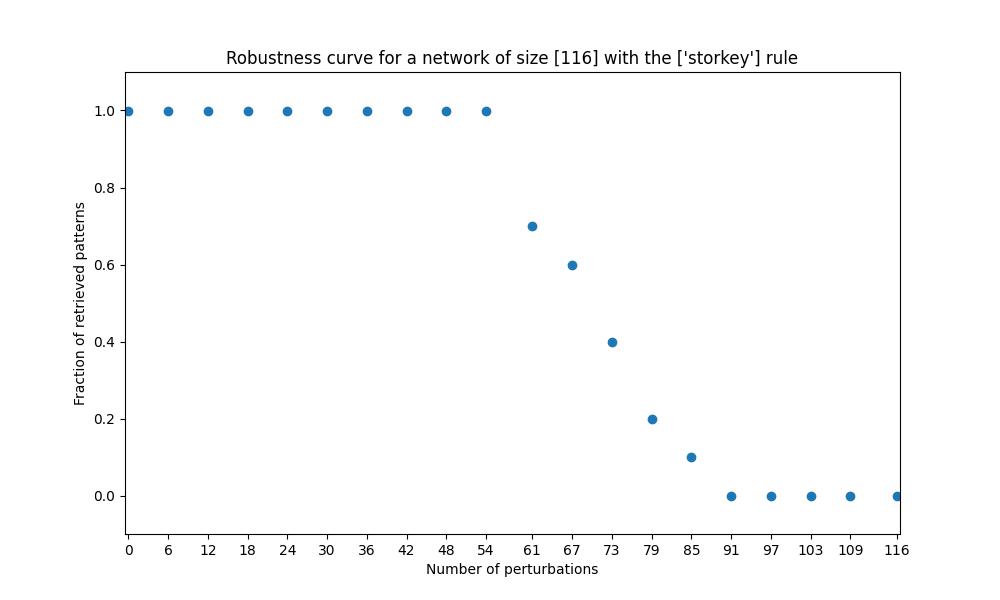 Robustness curve for a network of size [116] with the ['storkey'] rule
Fraction of retrieved patterns
1.0
0.8
0.6
0.4
0.2
0.0
0 6 12 18 24 30 36 42 48 54 61 67 73 79 85 91 97 103 109 116
Number of perturbations